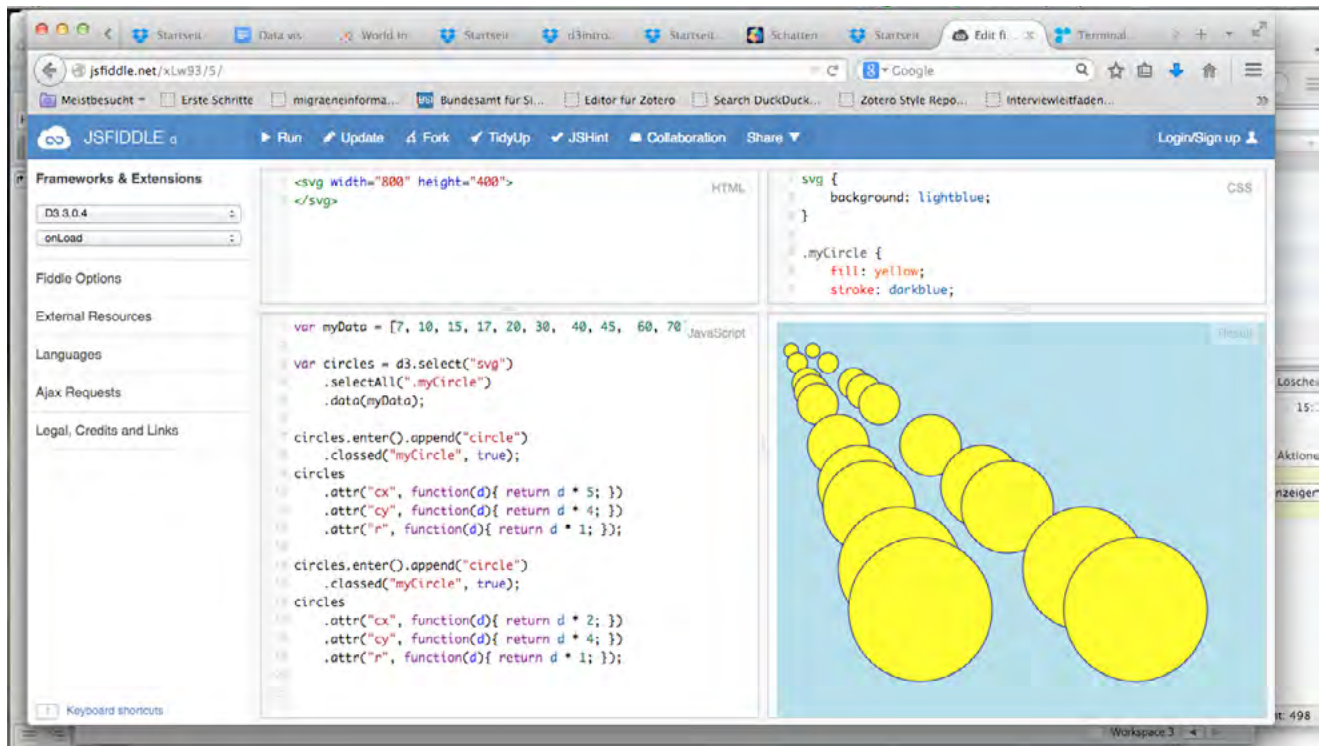 Startseit
Data vis
World In
Startseit
d3intro.
Startseit
Schatten
Startseit
Edit fi
Terminal
jsfiddle.net/xLw93/5/
Google
Meistbesucht
Erste Schritte
migraeneinforma...
Bundesamt für Si...
Editor für Zotero
Search DuckDuck...
Zotero Style Repo...
Interviewleitfaden...
JSFIDDLE α
Run
Update
Fork
TidyUp
JSHint
Collaboration
Share
Login/Sign up
Frameworks & Extensions
D3 3.0.4
onLoad
Fiddle Options
External Resources
Languages
Ajax Requests
Legal, Credits and Links
Keyboard shortcuts
HTML
<svg width="800" height="400">
</svg>
CSS
svg {
background: lightblue;
}
.myCircle {
fill: yellow;
stroke: darkblue;
JavaScript
var myData = [7, 10, 15, 17, 20, 30, 40, 45, 60, 70
var circles = d3.select("svg")
.selectAll(".myCircle")
.data(myData);
circles.enter().append("circle")
.classed("myCircle", true);
circles
.attr("cx", function(d){ return d * 5; })
.attr("cy", function(d){ return d * 4; })
.attr("r", function(d){ return d * 1; });
circles.enter().append("circle")
.classed("myCircle", true);
circles
.attr("cx", function(d){ return d * 2; })
.attr("cy", function(d){ return d * 4; })
.attr("r", function(d){ return d * 1; });
Result
Lösche
15:
Aktione
nzeiger
t: 498
Workspace 3